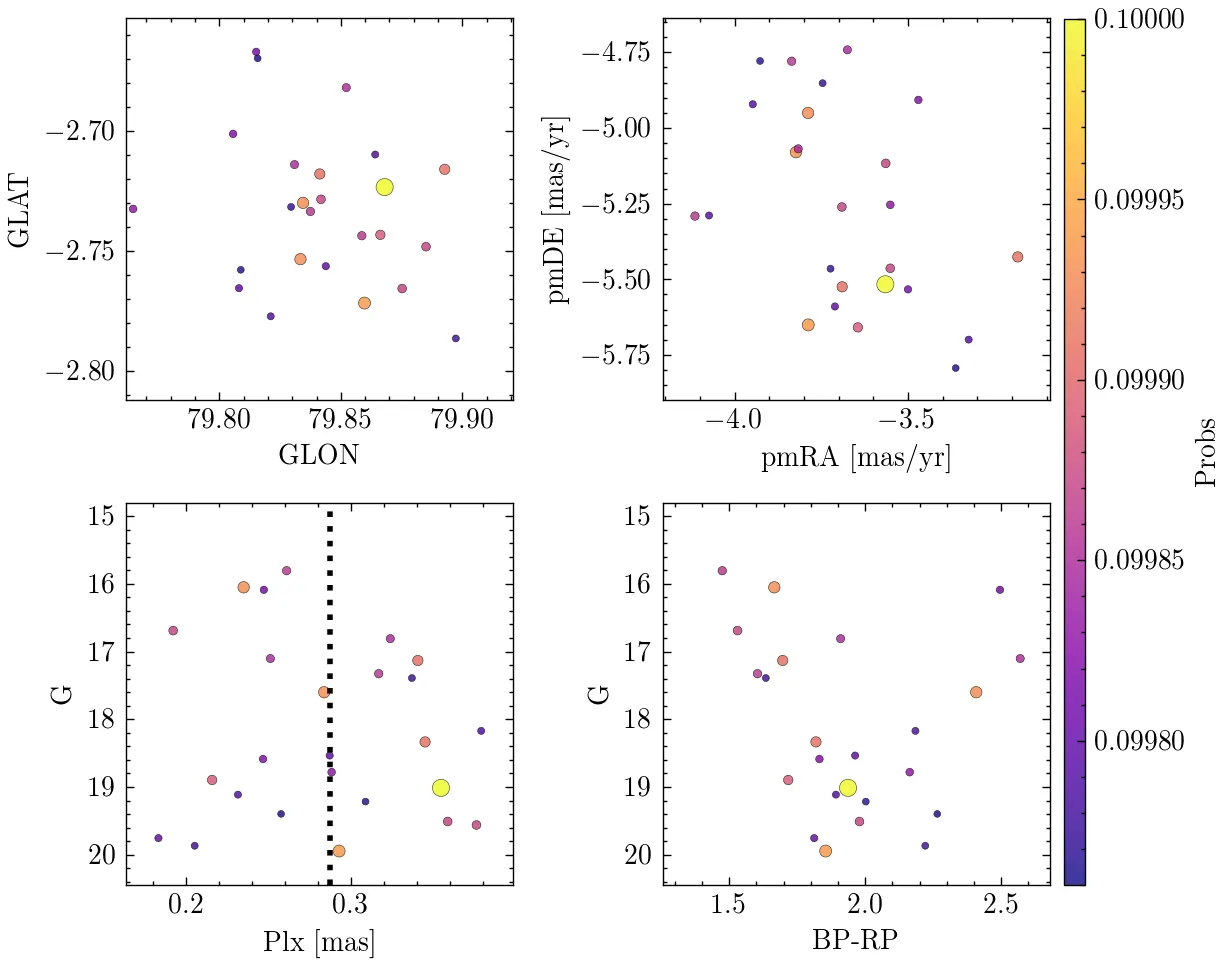 −2.70
−2.75
−2.80
GLAT
79.80 79.85 79.90
GLON
−4.75
−5.00
−5.25
−5.50
−5.75
pmDE [mas/yr]
−4.0 −3.5
pmRA [mas/yr]
15
16
17
18
19
20
G
0.2 0.3
Plx [mas]
15
16
17
18
19
20
G
1.5 2.0 2.5
BP-RP
0.10000
0.09995
0.09990
0.09985
0.09980
Probs